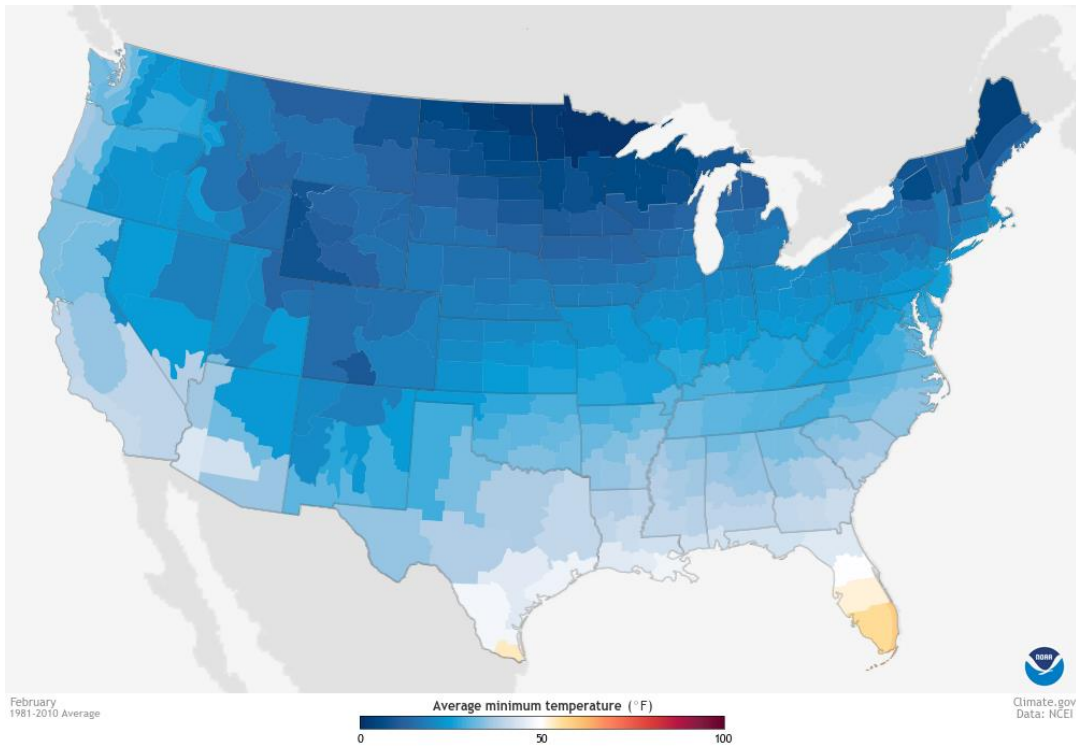 NOAA
February
1981-2010 Average
Average minimum temperature (°F)
0 50 100
Climate.gov
Data: NCEI